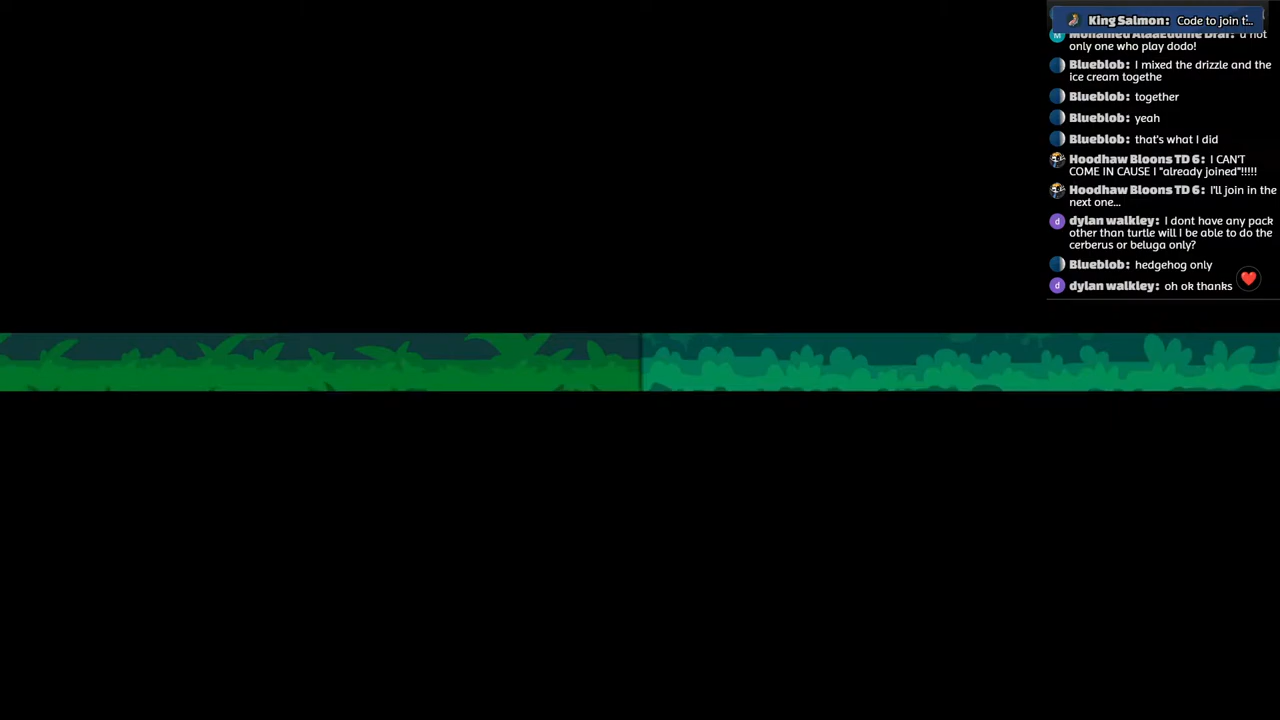 King Salmon: Code to join t...
only one who play dodo!
Blueblob: I mixed the drizzle and the
ice cream togethe
Blueblob: together
Blueblob: yeah
Blueblob: that's what I did
Hoodhaw Bloons TD 6: I CAN'T
COME IN CAUSE I "already joined"!!!!!
Hoodhaw Bloons TD 6: I'll join in the
next one...
dylan walkley: I dont have any pack
other than turtle will I be able to do the
cerberus or beluga only?
Blueblob: hedgehog only
dylan walkley: oh ok thanks